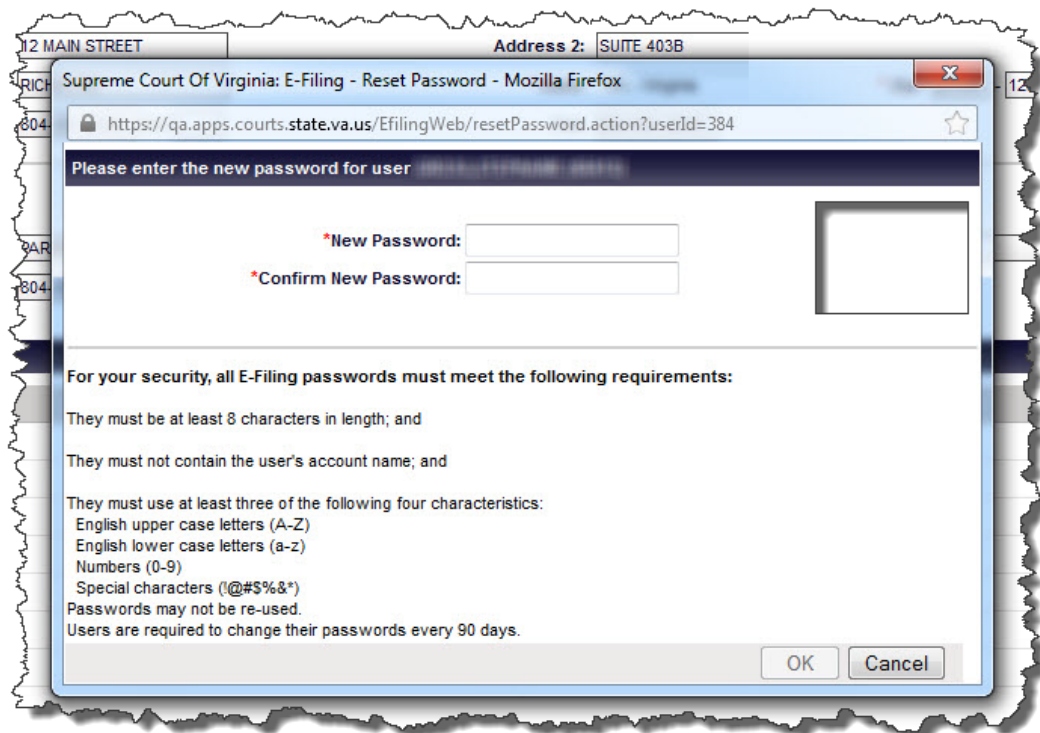 12 MAIN STREET Address 2: SUITE 403B
Supreme Court Of Virginia: E-Filing - Reset Password - Mozilla Firefox
RICH - 12
804- https://qa.apps.courts.state.va.us/EfilingWeb/resetPassword.action?userId=384
Please enter the new password for user
*New Password:
PAR
*Confirm New Password:
804-
For your security, all E-Filing passwords must meet the following requirements:
They must be at least 8 characters in length; and
They must not contain the user's account name; and
They must use at least three of the following four characteristics:
English upper case letters (A-Z)
English lower case letters (a-z)
Numbers (0-9)
Special characters (!@#$%&*)
Passwords may not be re-used.
Users are required to change their passwords every 90 days.
OK Cancel